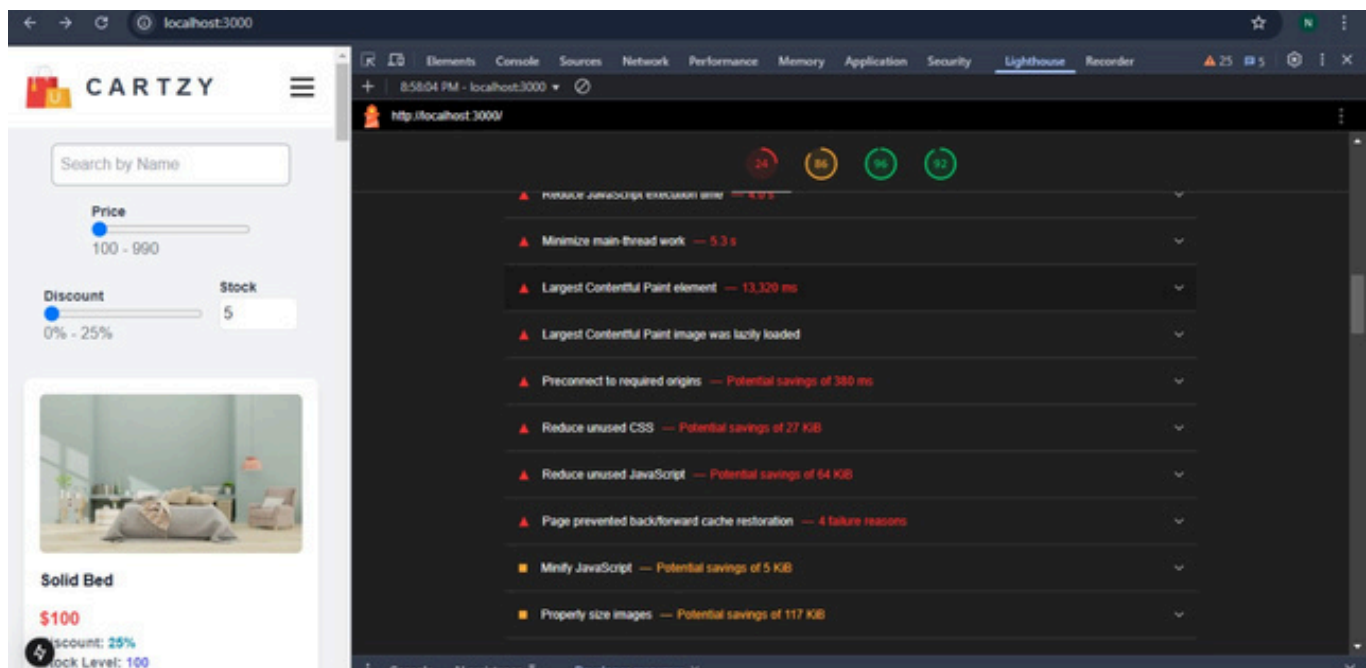 localhost:3000
N
CARTZY
Search by Name
Price
100 - 990
Discount
Stock
5
0% - 25%
Solid Bed
$100
Discount: 25%
Stock Level: 100
Elements Console Sources Network Performance Memory Application Security Lighthouse Recorder 25 5
8:58:04 PM - localhost:3000
http://localhost:3000/
24 86 96 92
Reduce JavaScript execution time — 4.0 s
Minimize main-thread work — 5.3 s
Largest Contentful Paint element — 13,320 ms
Largest Contentful Paint image was lazily loaded
Preconnect to required origins — Potential savings of 380 ms
Reduce unused CSS — Potential savings of 27 KiB
Reduce unused JavaScript — Potential savings of 64 KiB
Page prevented back/forward cache restoration — 4 failure reasons
Minify JavaScript — Potential savings of 5 KiB
Properly size images — Potential savings of 117 KiB